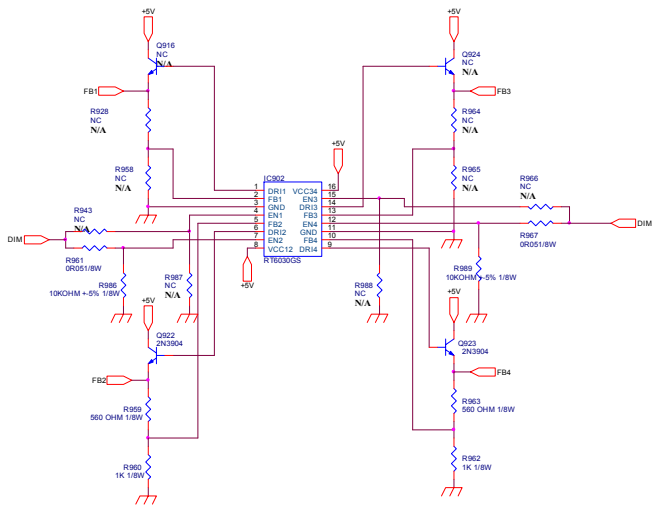 +5V
+5V
Q916
NC
N/A
Q924
NC
N/A
FB1
FB3
R928
NC
N/A
R964
NC
N/A
+5V
R958
NC
N/A
R965
NC
N/A
IC902
R966
NC
N/A
1 DRI1 VCC34 16
2 FB1 EN3 15
3 GND DRI3 14
4 EN1 FB3 13
5 FB2 EN4 12
6 DRI2 GND 11
7 EN2 FB4 10
8 VCC12 DRI4 9
RT6030GS
R943
NC
N/A
DIM
DIM
R967
0R051/8W
R961
0R051/8W
R986
10KOHM +-5% 1/8W
R987
NC
N/A
+5V
R988
NC
N/A
R989
10KOHM +-5% 1/8W
+5V
+5V
Q922
2N3904
Q923
2N3904
FB2
FB4
R959
560 OHM 1/8W
R963
560 OHM 1/8W
R960
1K 1/8W
R962
1K 1/8W